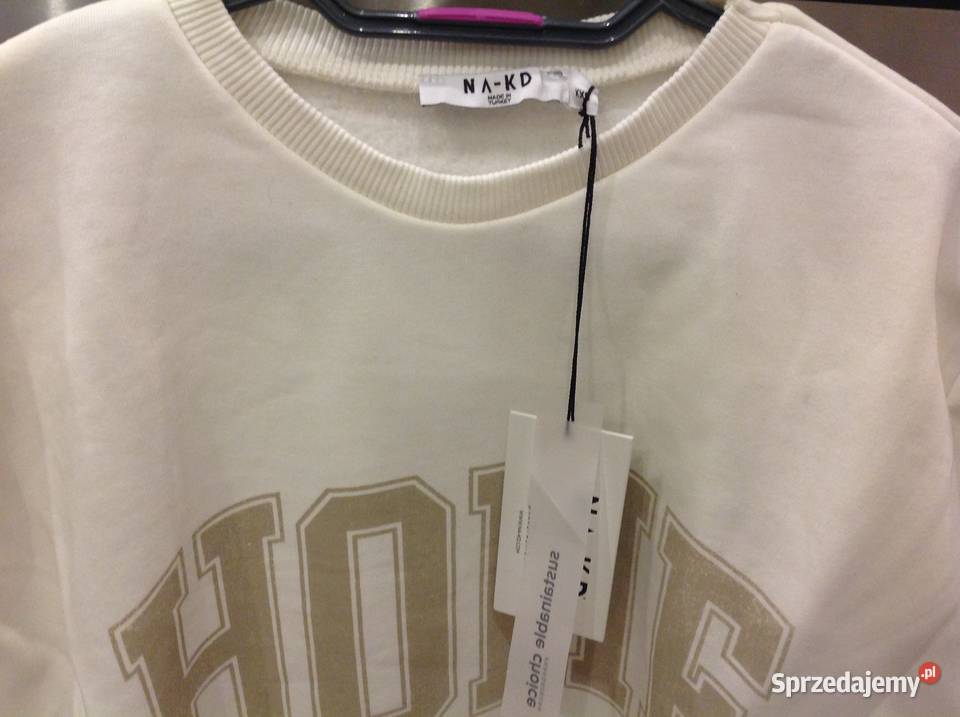 NA-KD
MADE IN
TURKEY
HOME
NA-KD
sustainable choice
Sprzedajemy.pl